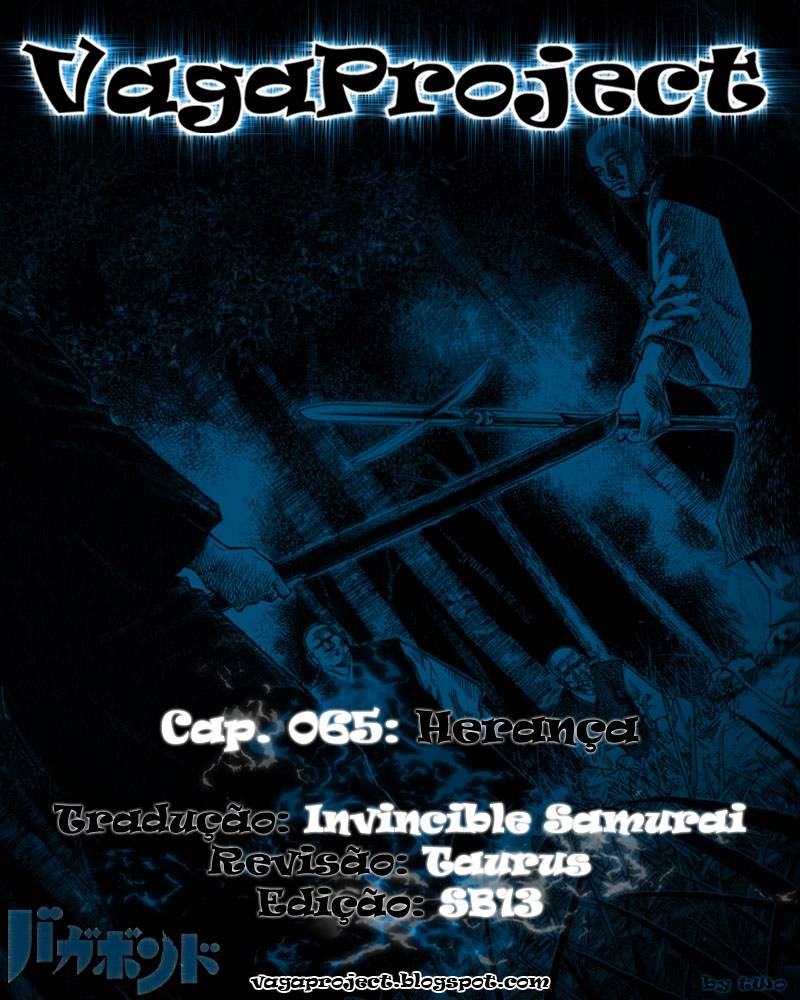 VagaProject
Cap. 065: Herança
Tradução: Invincible Samurai
Revisão: Taurus
Edição: SB13
バガボンド
vagaproject.blogspot.com
by tWo